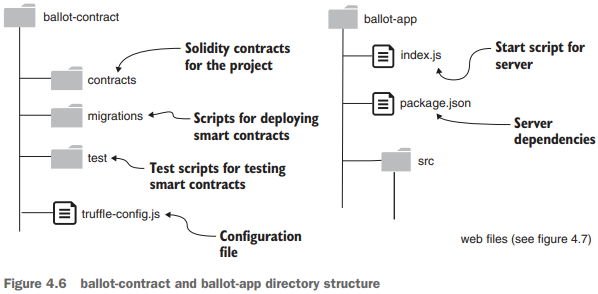 ballot-contract
Solidity contracts
for the project
contracts
migrations
Scripts for deploying
smart contracts
test
Test scripts for testing
smart contracts
truffle-config.js
Configuration
file
ballot-app
index.js
Start script for
server
package.json
Server
dependencies
src
web files (see figure 4.7)
Figure 4.6 ballot-contract and ballot-app directory structure